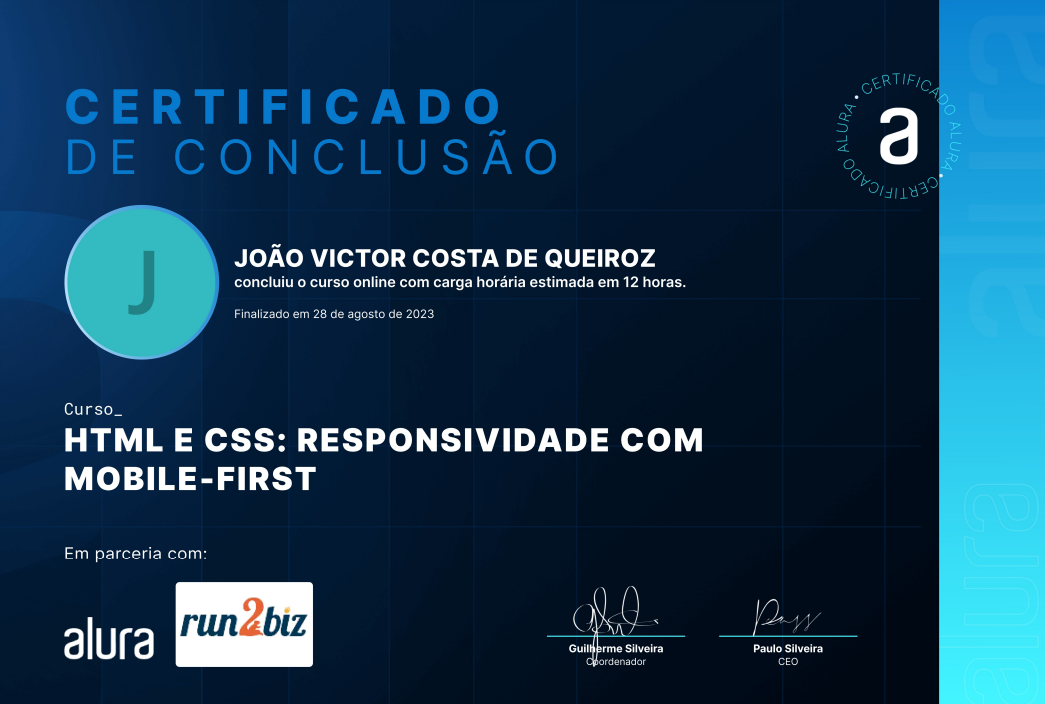 CERTIFICADO
DE CONCLUSÃO
CERTIFICADO ALURA • CERTIFICADO ALURA •
a
J
JOÃO VICTOR COSTA DE QUEIROZ
concluiu o curso online com carga horária estimada em 12 horas.
Finalizado em 28 de agosto de 2023
Curso_
HTML E CSS: RESPONSIVIDADE COM
MOBILE-FIRST
Em parceria com:
alura
run2biz
Guilherme Silveira
Coordenador
Paulo Silveira
CEO
alura
alura